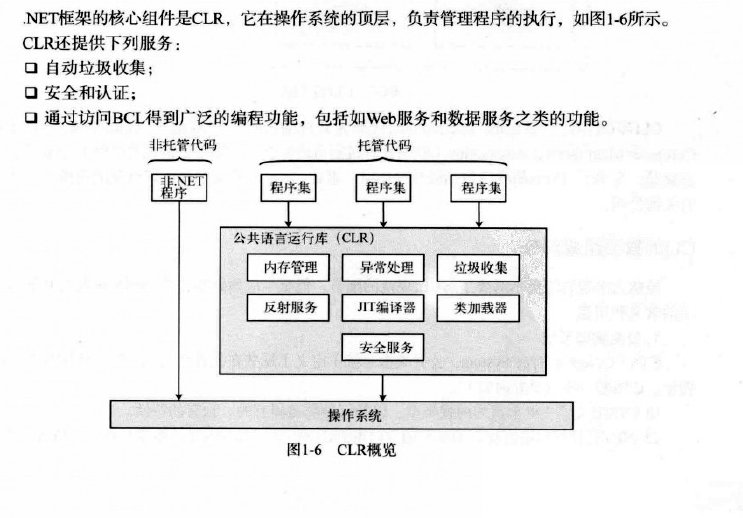 .NET框架的核心组件是CLR，它在操作系统的顶层，负责管理程序的执行，如图1-6所示。
CLR还提供下列服务：
❑ 自动垃圾收集；
❑ 安全和认证；
❑ 通过访问BCL得到广泛的编程功能，包括如Web服务和数据服务之类的功能。
非托管代码 托管代码
非.NET
程序
程序集 程序集 程序集
公共语言运行库（CLR）
内存管理 异常处理 垃圾收集
反射服务 JIT编译器 类加载器
安全服务
操作系统
图1-6 CLR概览